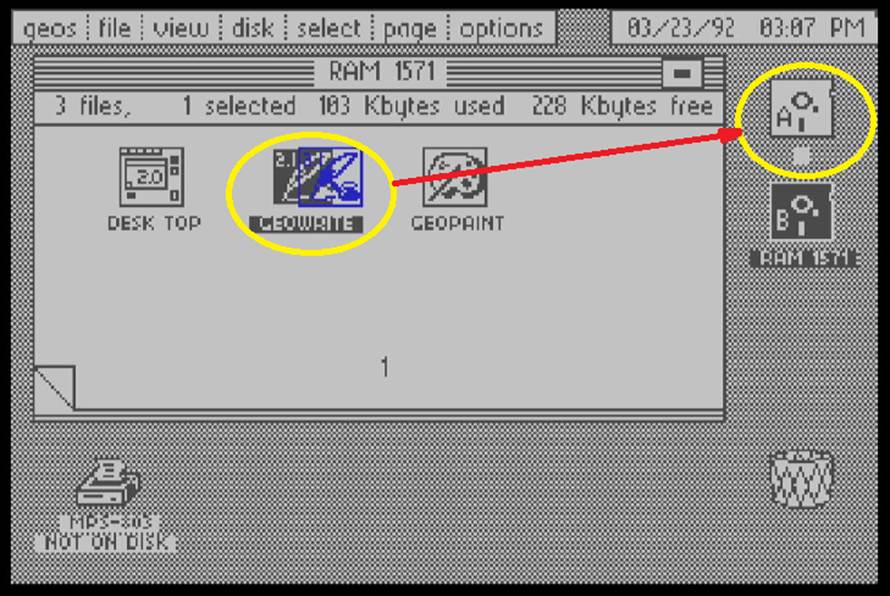 geos file view disk select page options 03/23/92 03:07 PM
RAM 1571
3 files, 1 selected 103 Kbytes used 228 Kbytes free
2.0 2.1
DESK TOP GEOWRITE GEOPAINT
A
B
RAM 1571
1
MPS-803
NOT ON DISK